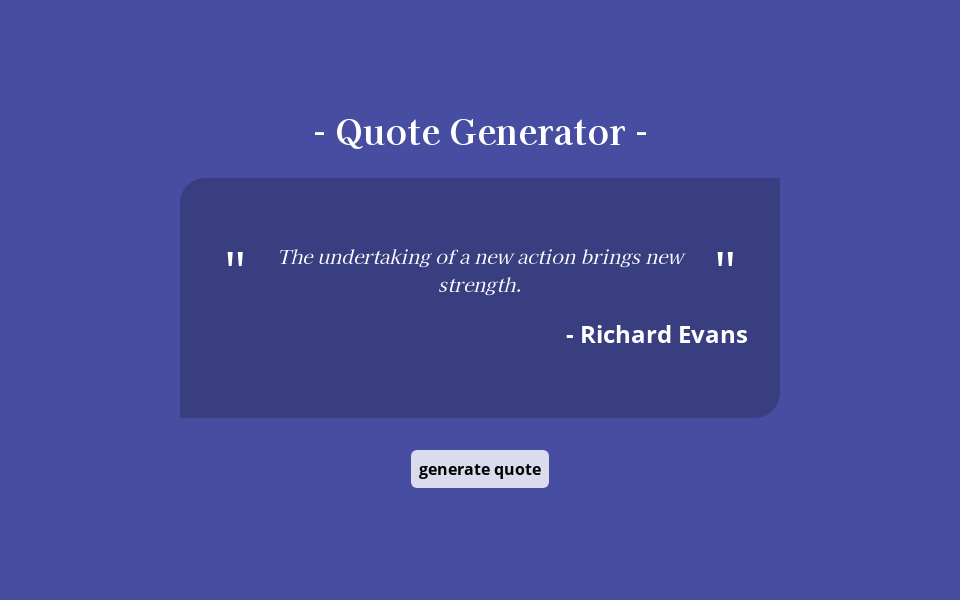 - Quote Generator -
" The undertaking of a new action brings new "
strength.
- Richard Evans
generate quote